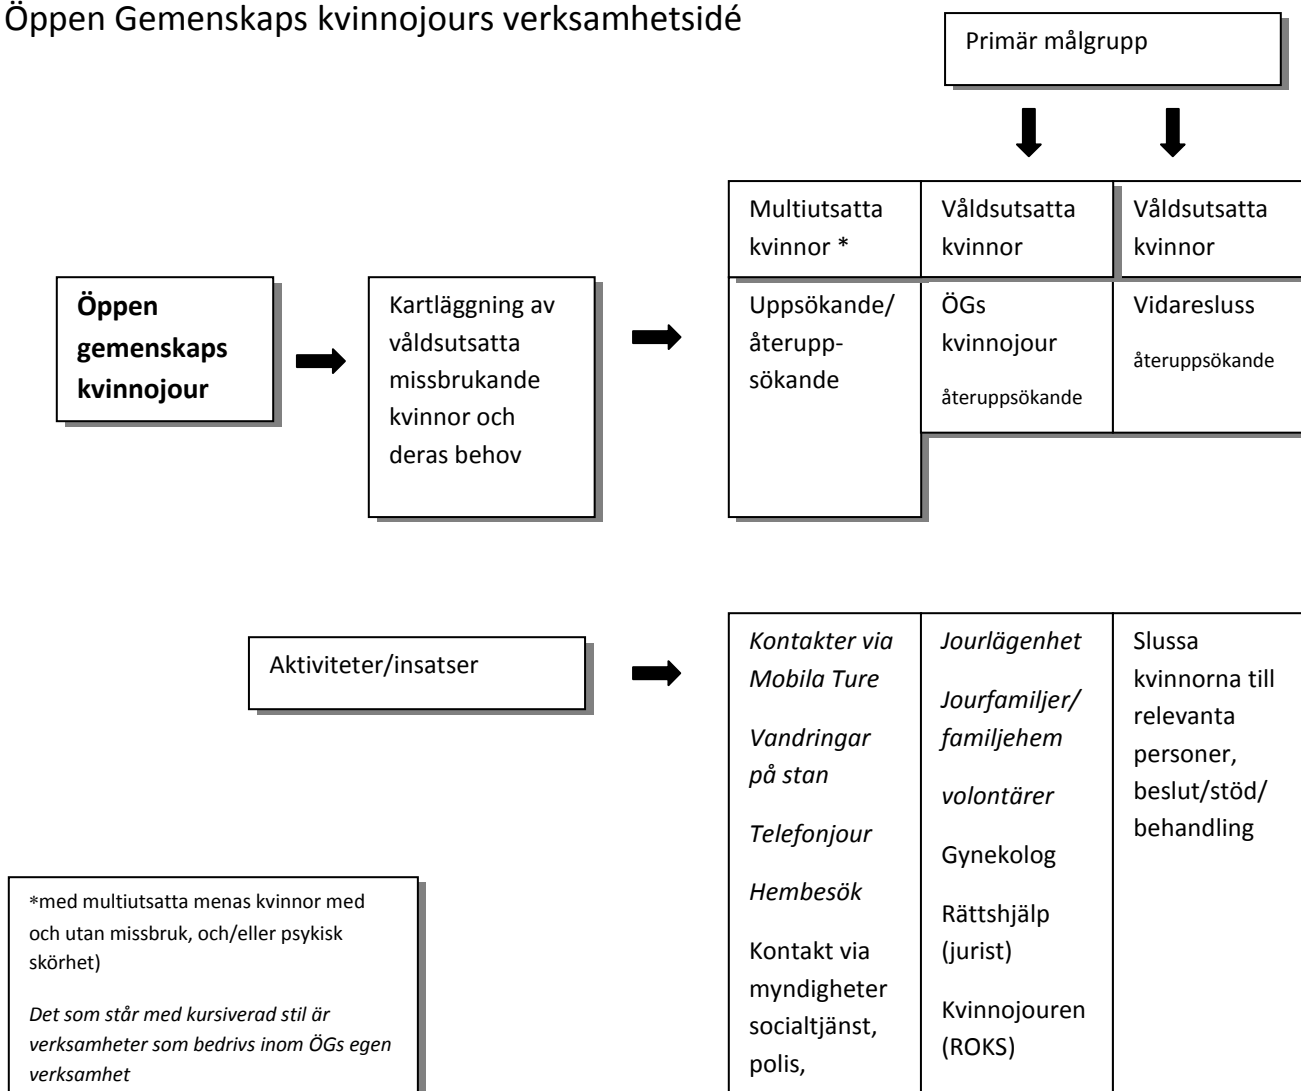 Öppen Gemenskaps kvinnojours verksamhetsidé
Primär målgrupp
Öppen
gemenskaps
kvinnojour
Kartläggning av
våldsutsatta
missbrukande
kvinnor och
deras behov
Multiutsatta
kvinnor *
Uppsökande/
återupp-
sökande
Våldsutsatta
kvinnor
ÖGs
kvinnojour
återuppsökande
Våldsutsatta
kvinnor
Vidaresluss
återuppsökande
Aktiviteter/insatser
Kontakter via
Mobila Ture
Vandringar
på stan
Telefonjour
Hembesök
Kontakt via
myndigheter
socialtjänst,
polis,
Jourlägenhet
Jourfamiljer/
familjehem
volontärer
Gynekolog
Rättshjälp
(jurist)
Kvinnojouren
(ROKS)
Slussa
kvinnorna till
relevanta
personer,
beslut/stöd/
behandling
*med multiutsatta menas kvinnor med
och utan missbruk, och/eller psykisk
skörhet)
Det som står med kursiverad stil är
verksamheter som bedrivs inom ÖGs egen
verksamhet